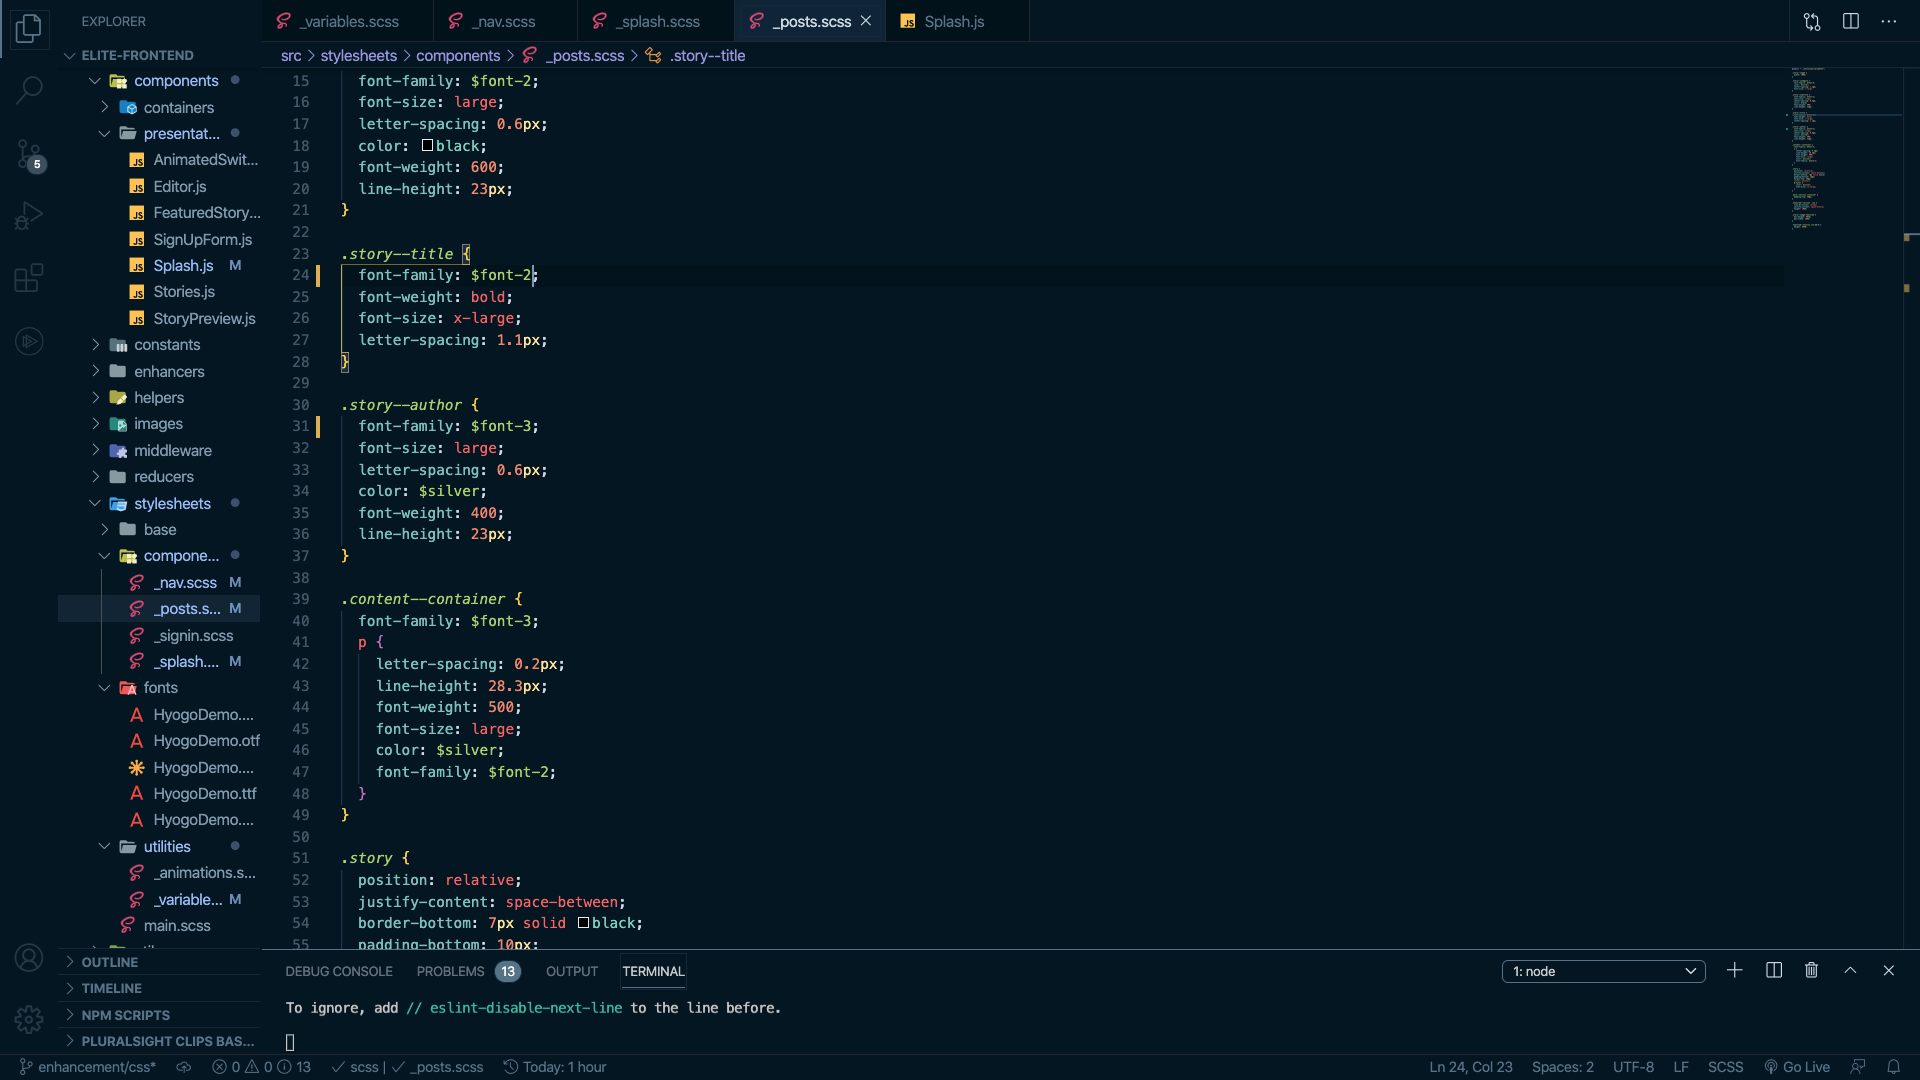 EXPLORER
ELITE-FRONTEND
components
containers
presentat...
AnimatedSwit...
Editor.js
FeaturedStory...
SignUpForm.js
Splash.js M
Stories.js
StoryPreview.js
constants
enhancers
helpers
images
middleware
reducers
stylesheets
base
compone...
_nav.scss M
_posts.s... M
_signin.scss
_splash.... M
fonts
HyogoDemo....
HyogoDemo.otf
HyogoDemo....
HyogoDemo.ttf
HyogoDemo....
utilities
_animations.s...
_variable... M
main.scss
OUTLINE
TIMELINE
NPM SCRIPTS
PLURALSIGHT CLIPS BAS...
5
_variables.scss
_nav.scss
_splash.scss
_posts.scss
Splash.js
src > stylesheets > components > _posts.scss > .story--title
15 font-family: $font-2;
16 font-size: large;
17 letter-spacing: 0.6px;
18 color: black;
19 font-weight: 600;
20 line-height: 23px;
21 }
22
23 .story--title {
24 font-family: $font-2;
25 font-weight: bold;
26 font-size: x-large;
27 letter-spacing: 1.1px;
28 }
29
30 .story--author {
31 font-family: $font-3;
32 font-size: large;
33 letter-spacing: 0.6px;
34 color: $silver;
35 font-weight: 400;
36 line-height: 23px;
37 }
38
39 .content--container {
40 font-family: $font-3;
41 p {
42 letter-spacing: 0.2px;
43 line-height: 28.3px;
44 font-weight: 500;
45 font-size: large;
46 color: $silver;
47 font-family: $font-2;
48 }
49 }
50
51 .story {
52 position: relative;
53 justify-content: space-between;
54 border-bottom: 7px solid black;
55 padding-bottom: 10px;
DEBUG CONSOLE PROBLEMS 13 OUTPUT TERMINAL 1: node
To ignore, add // eslint-disable-next-line to the line before.
enhancement/css* 0 0 13 scss | _posts.scss Today: 1 hour Ln 24, Col 23 Spaces: 2 UTF-8 LF SCSS Go Live